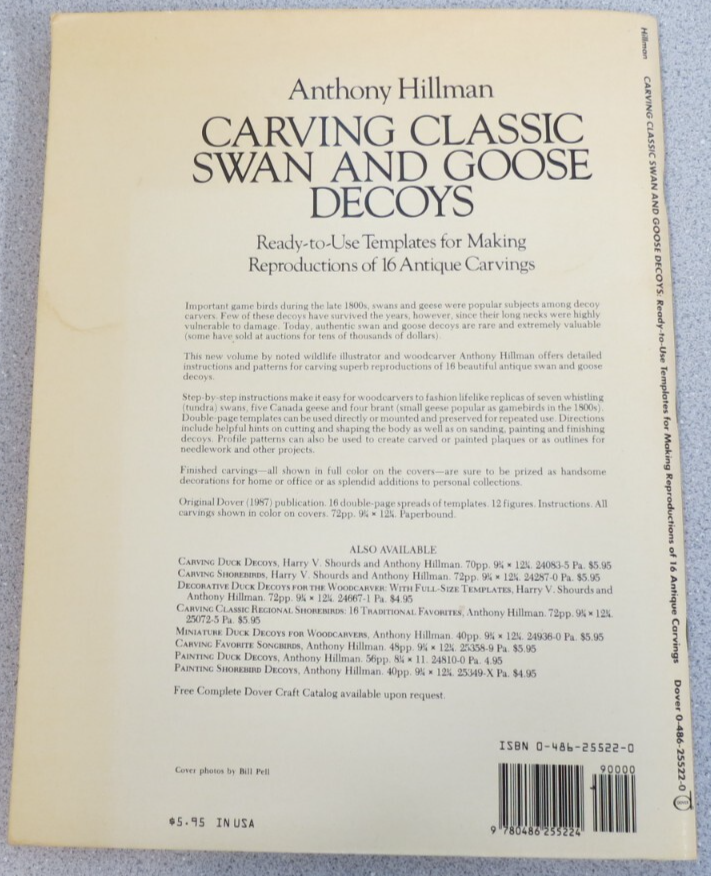 Anthony Hillman
CARVING CLASSIC
SWAN AND GOOSE
DECOYS
Ready-to-Use Templates for Making
Reproductions of 16 Antique Carvings
Important game birds during the late 1800s, swans and geese were popular subjects among decoy
carvers. Few of these decoys have survived the years, however, since their long necks were highly
vulnerable to damage. Today, authentic swan and goose decoys are rare and extremely valuable
(some have sold at auctions for tens of thousands of dollars).
This new volume by noted wildlife illustrator and woodcarver Anthony Hillman offers detailed
instructions and patterns for carving superb reproductions of 16 beautiful antique swan and goose
decoys.
Step-by-step instructions make it easy for woodcarvers to fashion lifelike replicas of seven whistling
(tundra) swans, five Canada geese and four brant (small geese popular as gamebirds in the 1800s).
Double-page templates can be used directly or mounted and preserved for repeated use. Directions
include helpful hints on cutting and shaping the body as well as on sanding, painting and finishing
decoys. Profile patterns can also be used to create carved or painted plaques or as outlines for
needlework and other projects.
Finished carvings—all shown in full color on the covers—are sure to be prized as handsome
decorations for home or office or as splendid additions to personal collections.
Original Dover (1987) publication. 16 double-page spreads of templates. 12 figures. Instructions. All
carvings shown in color on covers. 72pp. 9¼ × 12¼. Paperbound.
ALSO AVAILABLE
CARVING DUCK DECOYS, Harry V. Shourds and Anthony Hillman. 70pp. 9¼ × 12¼. 24083-5 Pa. $5.95
CARVING SHOREBIRDS, Harry V. Shourds and Anthony Hillman. 72pp. 9¼ × 12¼. 24287-0 Pa. $5.95
DECORATIVE DUCK DECOYS FOR THE WOODCARVER: WITH FULL-SIZE TEMPLATES, Harry V. Shourds and
Anthony Hillman. 72pp. 9¼ × 12¼. 24667-1 Pa. $4.95
CARVING CLASSIC REGIONAL SHOREBIRDS: 16 TRADITIONAL FAVORITES, Anthony Hillman. 72pp. 9¼ × 12¼.
25072-5 Pa. $5.95
MINIATURE DUCK DECOYS FOR WOODCARVERS, Anthony Hillman. 40pp. 9¼ × 12¼. 24936-0 Pa. $5.95
CARVING FAVORITE SONGBIRDS, Anthony Hillman. 48pp. 9¼ × 12¼. 25358-9 Pa. $5.95
PAINTING DUCK DECOYS, Anthony Hillman. 56pp. 8¼ × 11. 24810-0 Pa. 4.95
PAINTING SHOREBIRD DECOYS, Anthony Hillman. 40pp. 9¼ × 12¼. 25349-X Pa. $4.95
Free Complete Dover Craft Catalog available upon request.
ISBN 0-486-25522-0
90000
Cover photos by Bill Pell
$5.95 IN USA
9 780486 255224
Hillman CARVING CLASSIC SWAN AND GOOSE DECOYS: Ready-to-Use Templates for Making Reproductions of 16 Antique Carvings Dover 0-486-25522-0